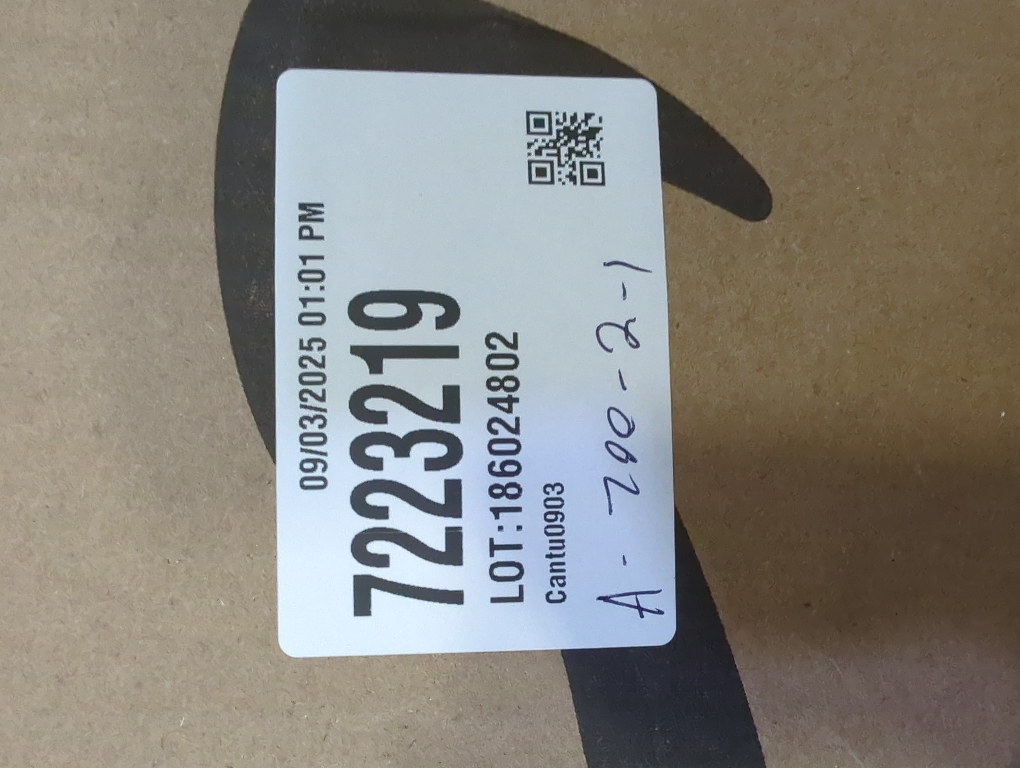 09/03/2025 01:01 PM
7223219
LOT:186024802
Cantu0903
A - 200 - 2 - 1